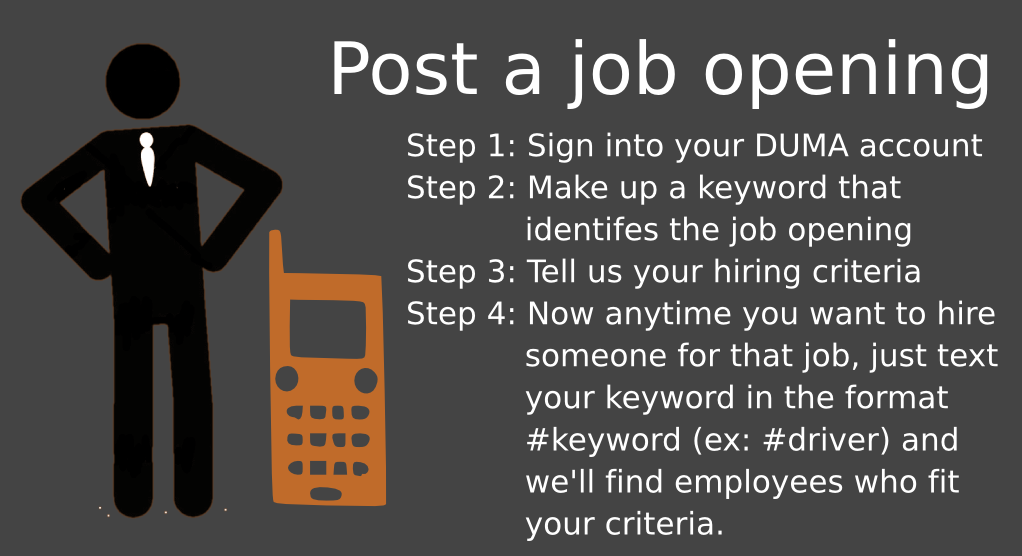 Post a job opening
Step 1: Sign into your DUMA account
Step 2: Make up a keyword that
identifes the job opening
Step 3: Tell us your hiring criteria
Step 4: Now anytime you want to hire
someone for that job, just text
your keyword in the format
#keyword (ex: #driver) and
we'll find employees who fit
your criteria.